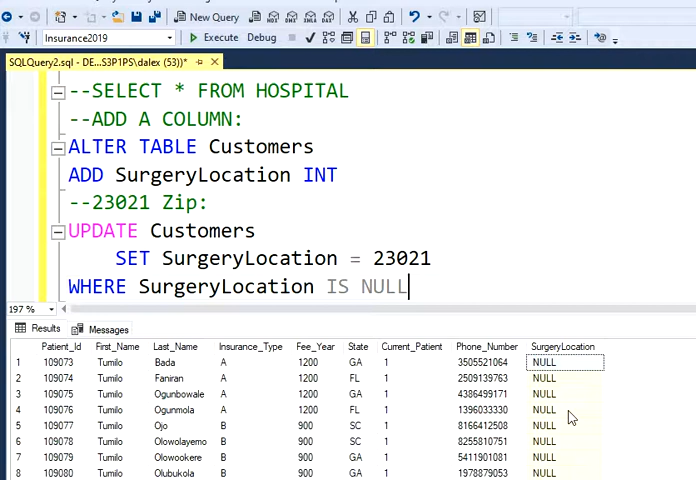 New Query
Insurance2019
Execute Debug
SQLQuery2.sql - DE...S3P1PS\dalex (53))*
--SELECT * FROM HOSPITAL
--ADD A COLUMN:
ALTER TABLE Customers
ADD SurgeryLocation INT
--23021 Zip:
UPDATE Customers
SET SurgeryLocation = 23021
WHERE SurgeryLocation IS NULL
197 %
Results Messages
Patient_Id First_Name Last_Name Insurance_Type Fee_Year State Current_Patient Phone_Number SurgeryLocation
1 109073 Tumilo Bada A 1200 GA 1 3505521064 NULL
2 109074 Tumilo Faniran A 1200 FL 1 2509139763 NULL
3 109075 Tumilo Ogunbowale A 1200 GA 1 4386499171 NULL
4 109076 Tumilo Ogunmola A 1200 FL 1 1396033330 NULL
5 109077 Tumilo Ojo B 900 SC 1 8166412508 NULL
6 109078 Tumilo Olowolayemo B 900 SC 1 8255810751 NULL
7 109079 Tumilo Olowookere B 900 GA 1 5411901081 NULL
8 109080 Tumilo Olubukola B 900 GA 1 1978879053 NULL